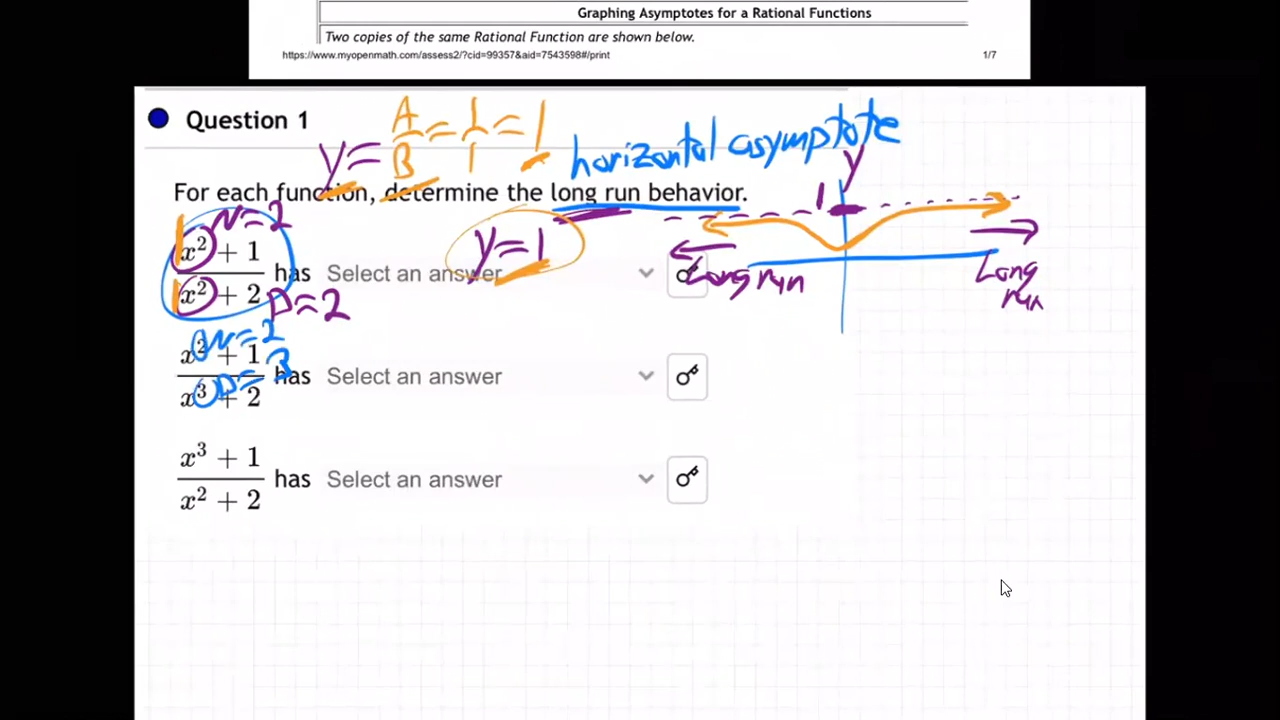 Graphing Asymptotes for a Rational Functions
Two copies of the same Rational Function are shown below.
https://www.myopenmath.com/assess2/?cid=99357&aid=7543598#/print 1/7
Question 1
y = A/B = 1/1 = 1
horizontal asymptote
For each function, determine the long run behavior.
y
1
N=2
1x² + 1 / 1x² + 2 has Select an answer
D=2
y=1
Long run
Long run
N=2
x² + 1 / x³ + 2 has Select an answer
D=3
x³ + 1 / x² + 2 has Select an answer